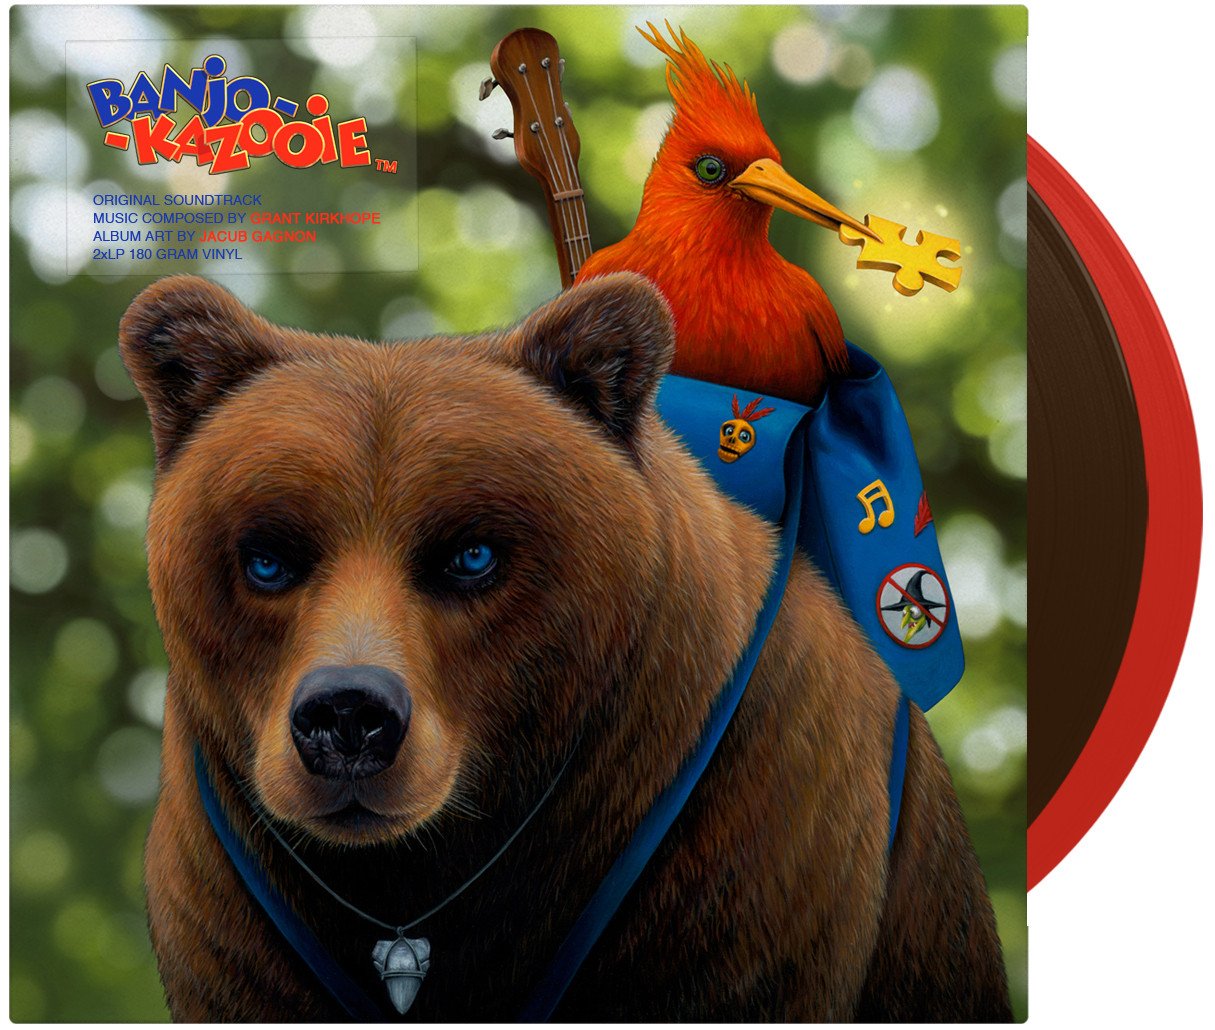 BANJO-
-KAZOOIE TM
ORIGINAL SOUNDTRACK
MUSIC COMPOSED BY GRANT KIRKHOPE
ALBUM ART BY JACUB GAGNON
2xLP 180 GRAM VINYL